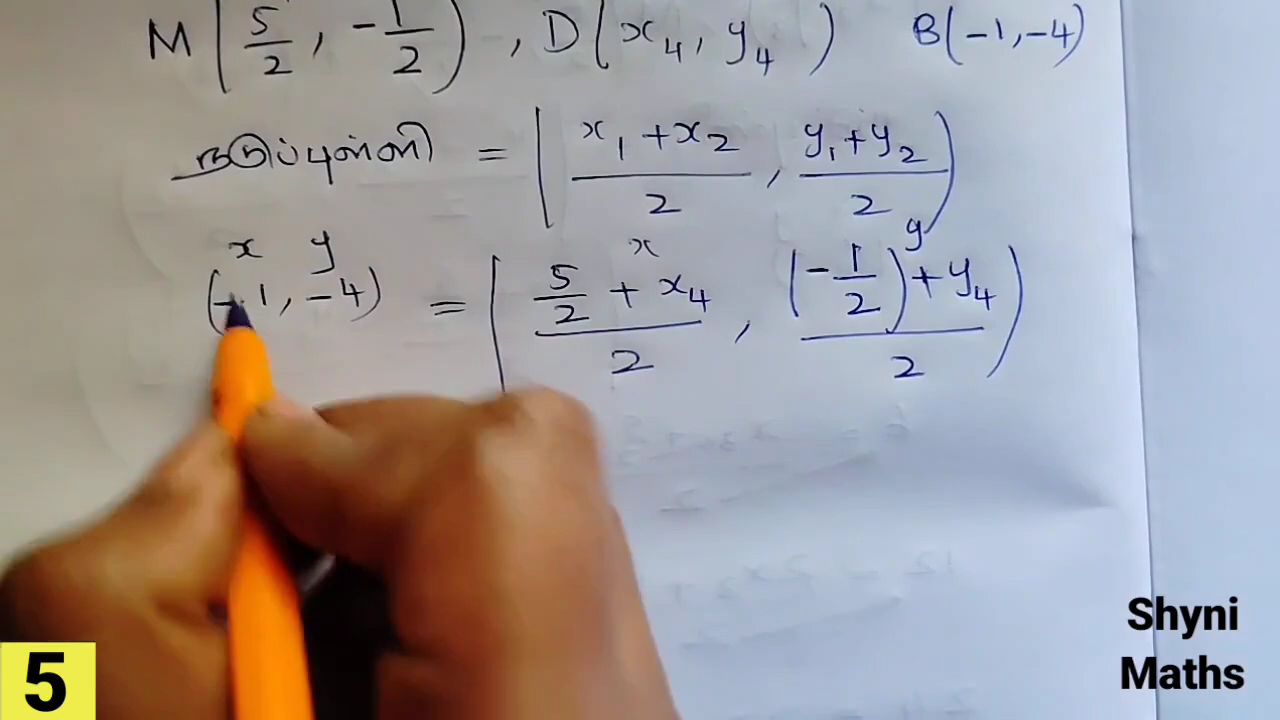 M(5/2, -1/2), D(x₄, y₄) B(-1, -4)
நடுப்புள்ளி = (x₁+x₂/2, y₁+y₂/2)
x y x y
(-1, -4) = (5/2 + x₄/2, (-1/2)+y₄/2)
Shyni
Maths
5